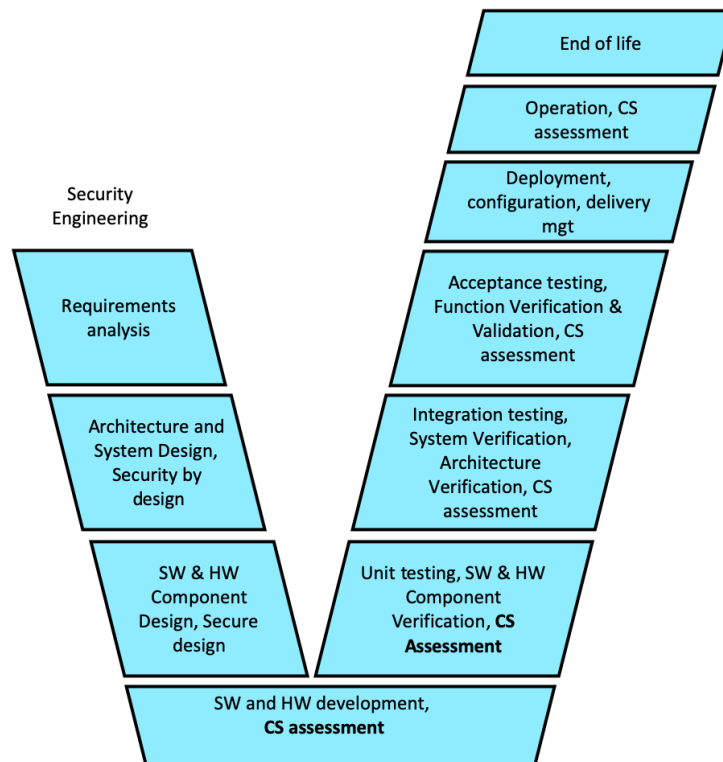 End of life
Operation, CS
assessment
Deployment,
configuration, delivery
mgt
Security
Engineering
Requirements
analysis
Acceptance testing,
Function Verification &
Validation, CS
assessment
Architecture and
System Design,
Security by
design
Integration testing,
System Verification,
Architecture
Verification, CS
assessment
SW & HW
Component
Design, Secure
design
Unit testing, SW & HW
Component
Verification, CS
Assessment
SW and HW development,
CS assessment